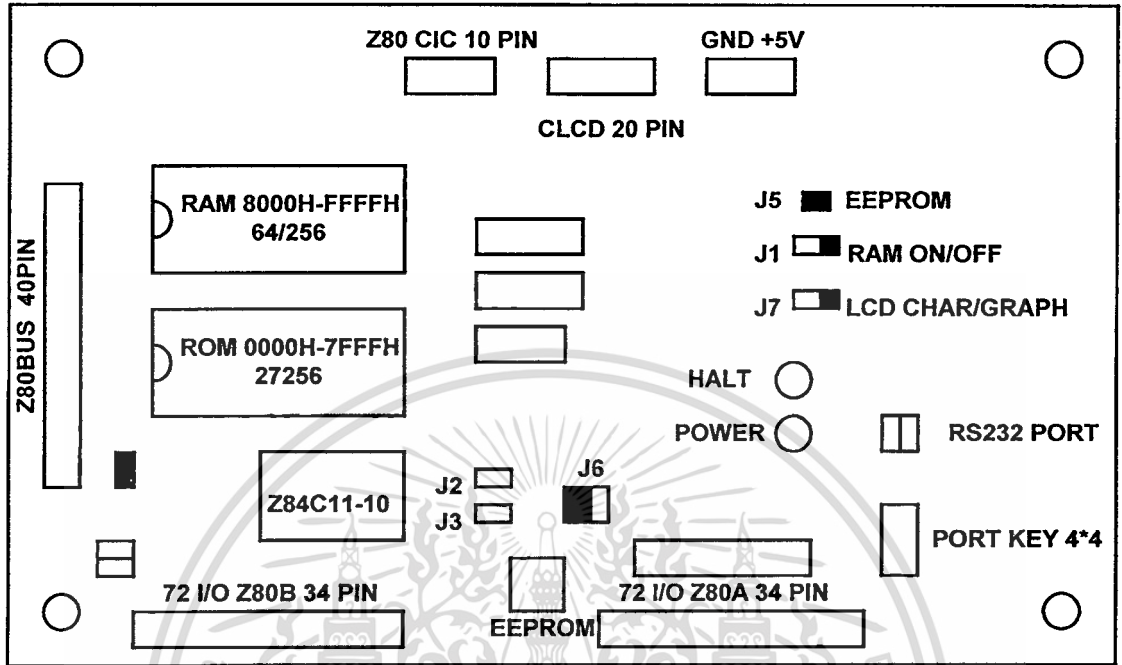 Z80 CIC 10 PIN
GND +5V
CLCD 20 PIN
Z80BUS 40PIN
RAM 8000H-FFFFH
64/256
J5 EEPROM
J1 RAM ON/OFF
J7 LCD CHAR/GRAPH
ROM 0000H-7FFFH
27256
HALT
POWER
RS232 PORT
Z84C11-10
J2
J3
J6
PORT KEY 4*4
72 I/O Z80B 34 PIN
72 I/O Z80A 34 PIN
EEPROM